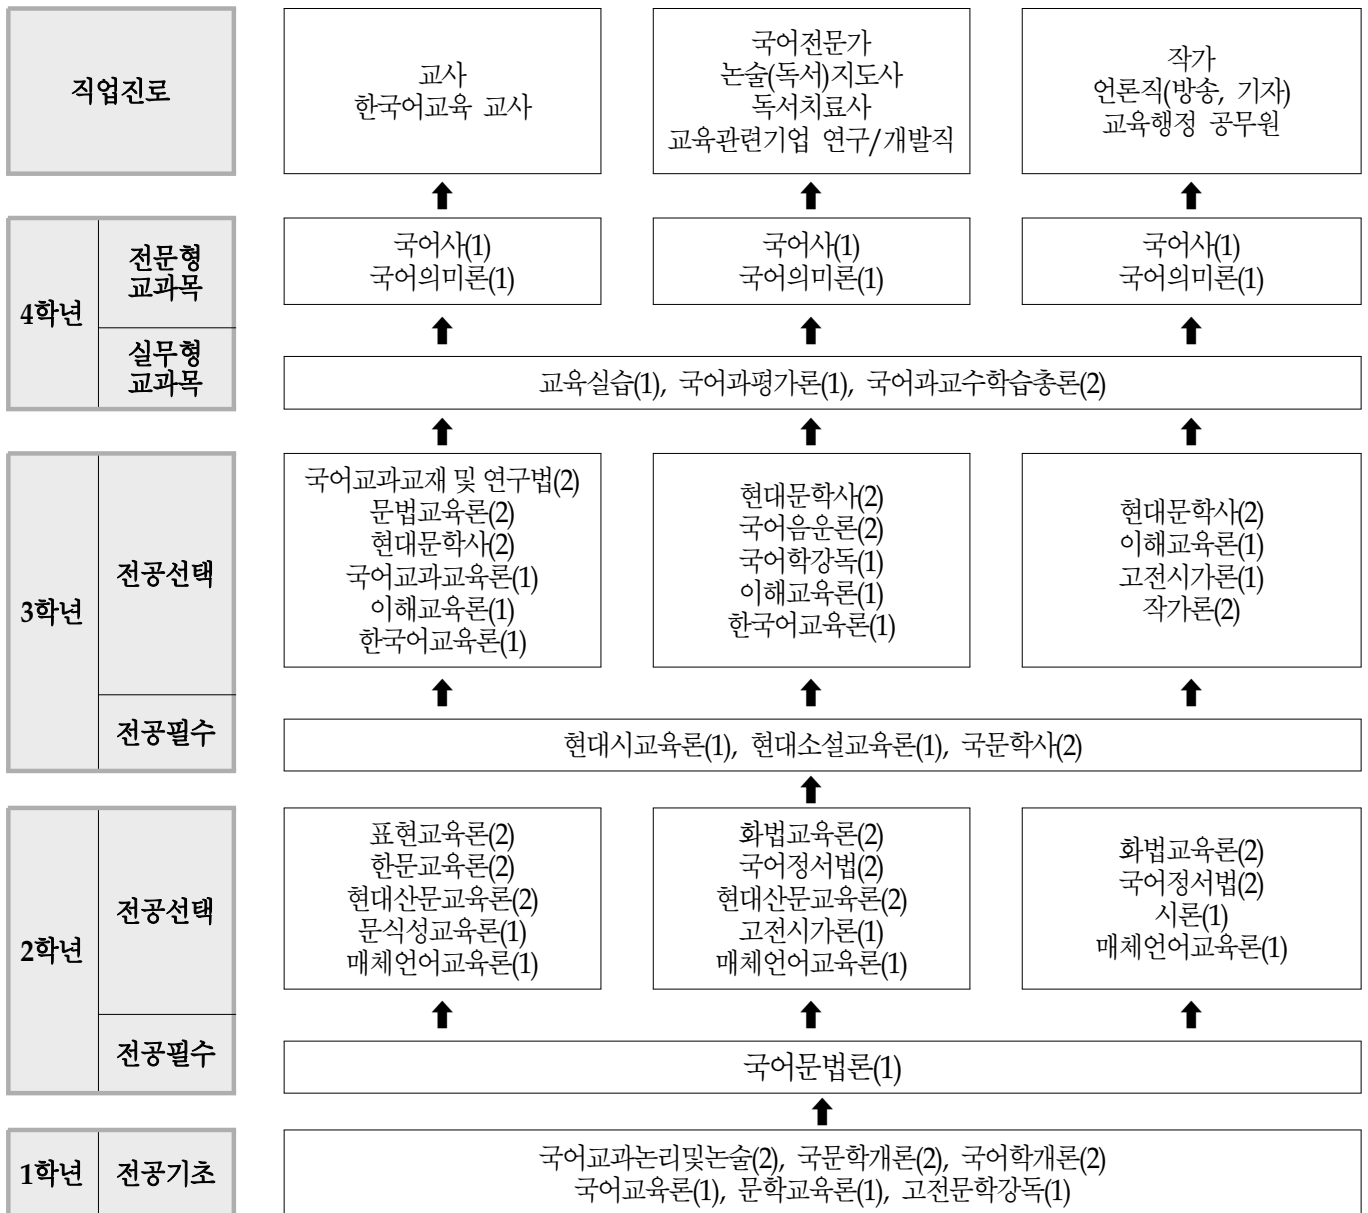 직업진로
교사
한국어교육 교사
국어전문가
논술(독서)지도사
독서치료사
교육관련기업 연구/개발직
작가
언론직(방송, 기자)
교육행정 공무원
4학년
전문형
교과목
국어사(1)
국어의미론(1)
국어사(1)
국어의미론(1)
국어사(1)
국어의미론(1)
실무형
교과목
교육실습(1), 국어과평가론(1), 국어과교수학습총론(2)
3학년
전공선택
국어교과교재 및 연구법(2)
문법교육론(2)
현대문학사(2)
국어교과교육론(1)
이해교육론(1)
한국어교육론(1)
현대문학사(2)
국어음운론(2)
국어학강독(1)
이해교육론(1)
한국어교육론(1)
현대문학사(2)
이해교육론(1)
고전시가론(1)
작가론(2)
전공필수
현대시교육론(1), 현대소설교육론(1), 국문학사(2)
2학년
전공선택
표현교육론(2)
한문교육론(2)
현대산문교육론(2)
문식성교육론(1)
매체언어교육론(1)
화법교육론(2)
국어정서법(2)
현대산문교육론(2)
고전시가론(1)
매체언어교육론(1)
화법교육론(2)
국어정서법(2)
시론(1)
매체언어교육론(1)
전공필수
국어문법론(1)
1학년
전공기초
국어교과논리및논술(2), 국문학개론(2), 국어학개론(2)
국어교육론(1), 문학교육론(1), 고전문학강독(1)